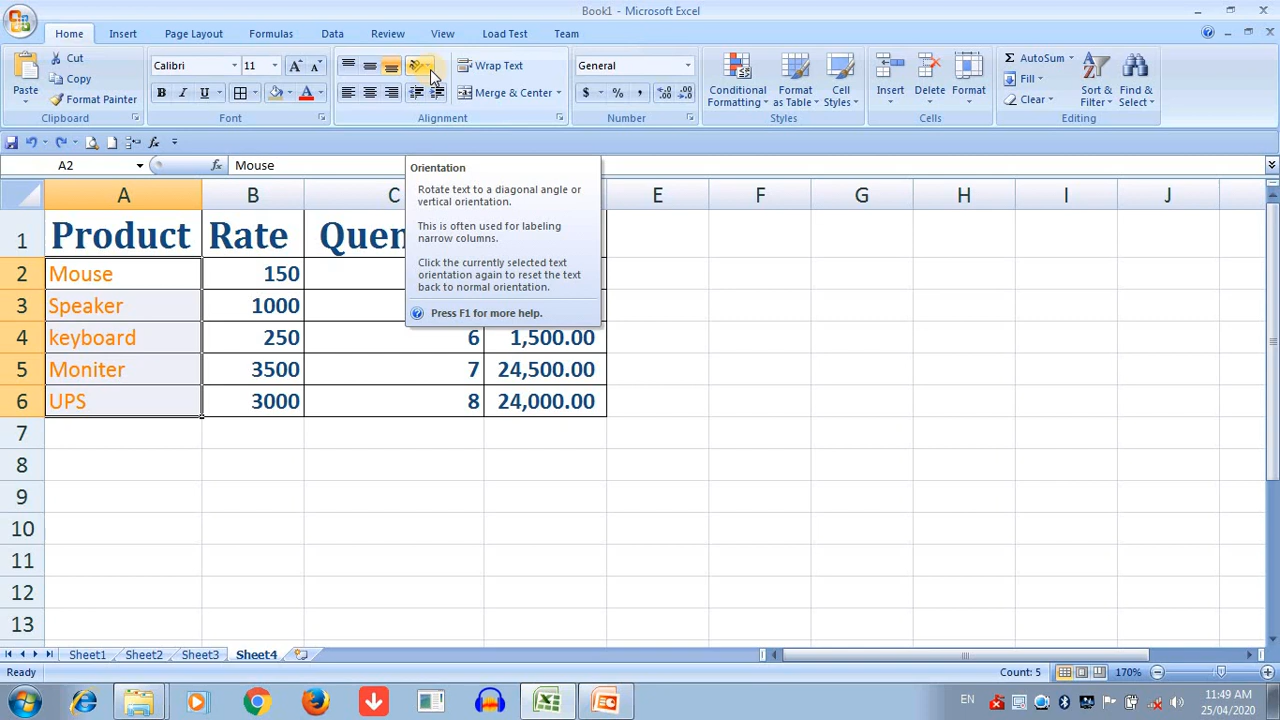 Book1 - Microsoft Excel
Home Insert Page Layout Formulas Data Review View Load Test Team
Cut
Copy
Format Painter
Paste
Clipboard
Calibri 11
B I U
Font
Wrap Text
Merge & Center
Alignment
General
$ % ,
Number
Conditional Formatting
Format as Table
Cell Styles
Styles
Insert Delete Format
Cells
AutoSum
Fill
Clear
Sort & Filter
Find & Select
Editing
A2 fx Mouse
A B C E F G H I J
1 Product Rate Quen
2 Mouse 150
3 Speaker 1000
4 keyboard 250 6 1,500.00
5 Moniter 3500 7 24,500.00
6 UPS 3000 8 24,000.00
7
8
9
10
11
12
13
Orientation
Rotate text to a diagonal angle or
vertical orientation.
This is often used for labeling
narrow columns.
Click the currently selected text
orientation again to reset the text
back to normal orientation.
Press F1 for more help.
Sheet1 Sheet2 Sheet3 Sheet4
Ready Count: 5 170%
EN 11:49 AM
25/04/2020